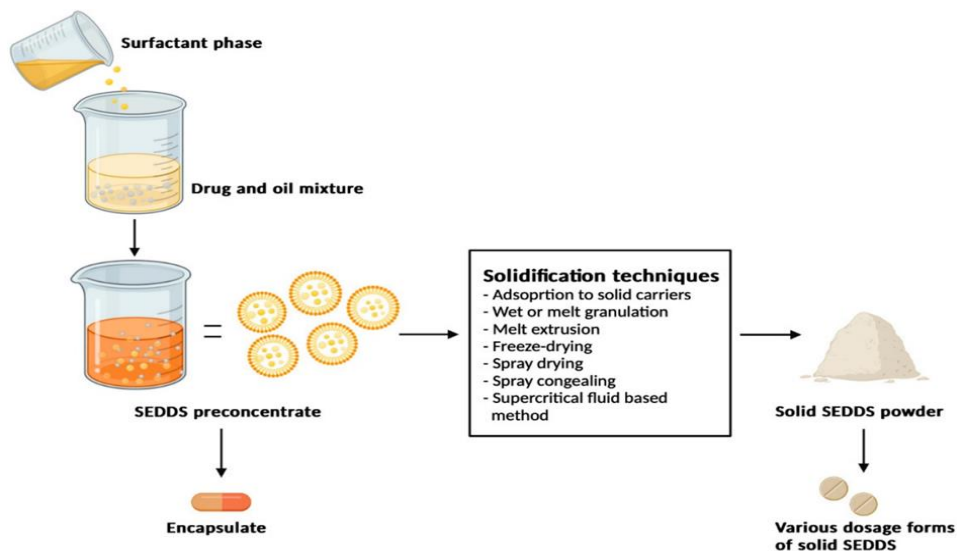 Surfactant phase
Drug and oil mixture
SEDDS preconcentrate
Encapsulate
Solidification techniques
- Adsoprtion to solid carriers
- Wet or melt granulation
- Melt extrusion
- Freeze-drying
- Spray drying
- Spray congealing
- Supercritical fluid based
method
Solid SEDDS powder
Various dosage forms
of solid SEDDS